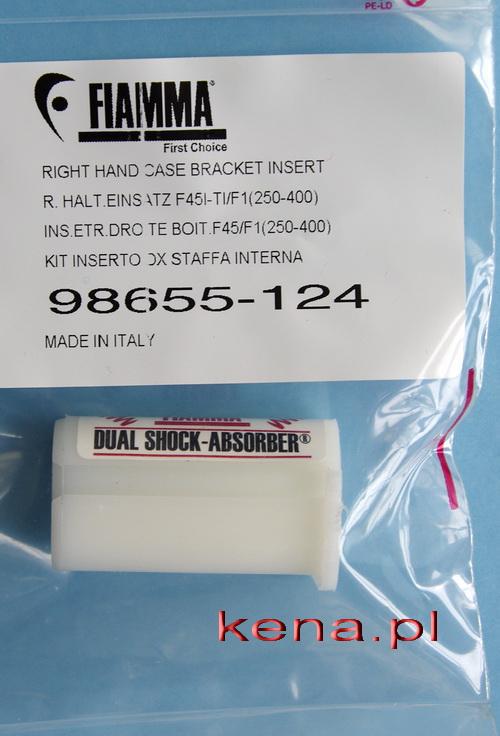 PE-LD
FIAMMA®
First Choice
RIGHT HAND CASE BRACKET INSERT
R. HALT.EINSATZ F45I-TI/F1(250-400)
INS.ETR.DROITE BOIT.F45/F1(250-400)
KIT INSERTO DX STAFFA INTERNA
98655-124
MADE IN ITALY
FIAMMA
DUAL SHOCK-ABSORBER®
kena.pl